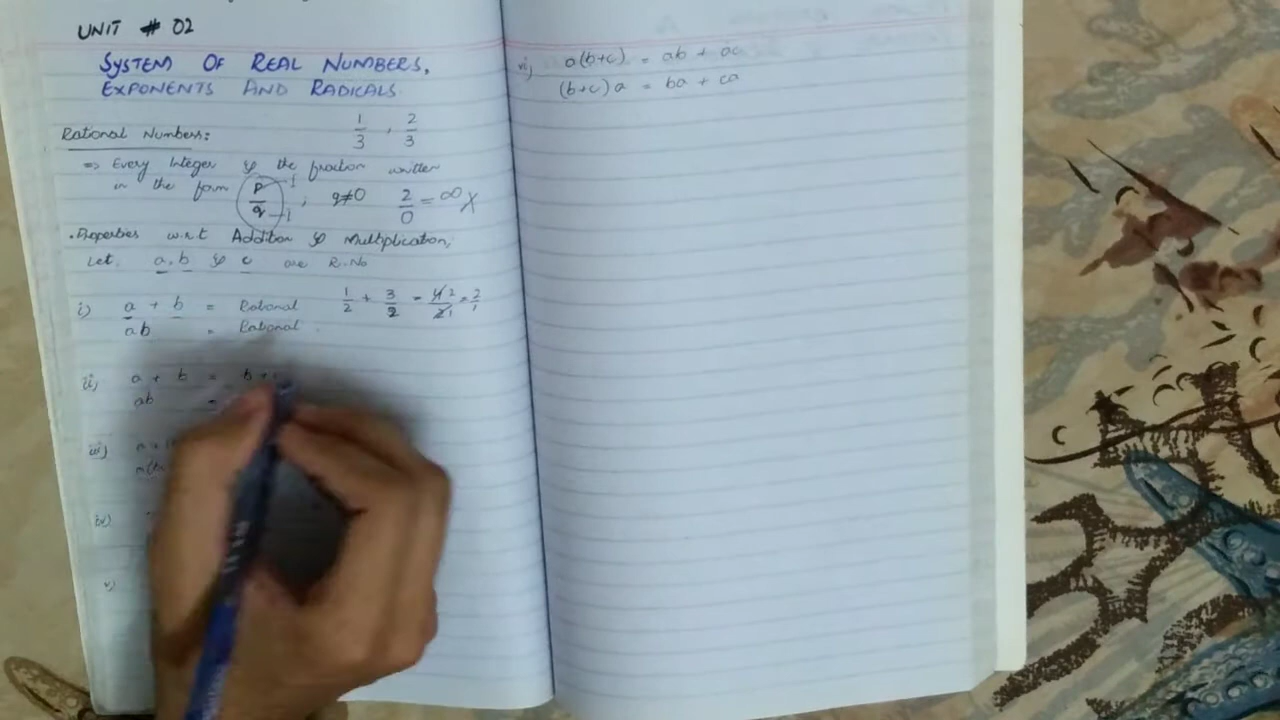 UNIT # 02
SYSTEM OF REAL NUMBERS,
EXPONENTS AND RADICALS.
Rational Numbers: 1/3 , 2/3
⇒ Every Integer & the fraction written
in the form p/q , q≠0 2/0 = ∞ X
. Properties w.r.t Addition & Multiplication,
Let, a, b & c are R.No
i) a + b = Rational 1/2 + 3/2 = 4/2 = 2/1
ab = Rational
ii) a + b = b +
ab =
iii)
iv)
v)
vi) a(b+c) = ab + ac
(b+c)a = ba + ca